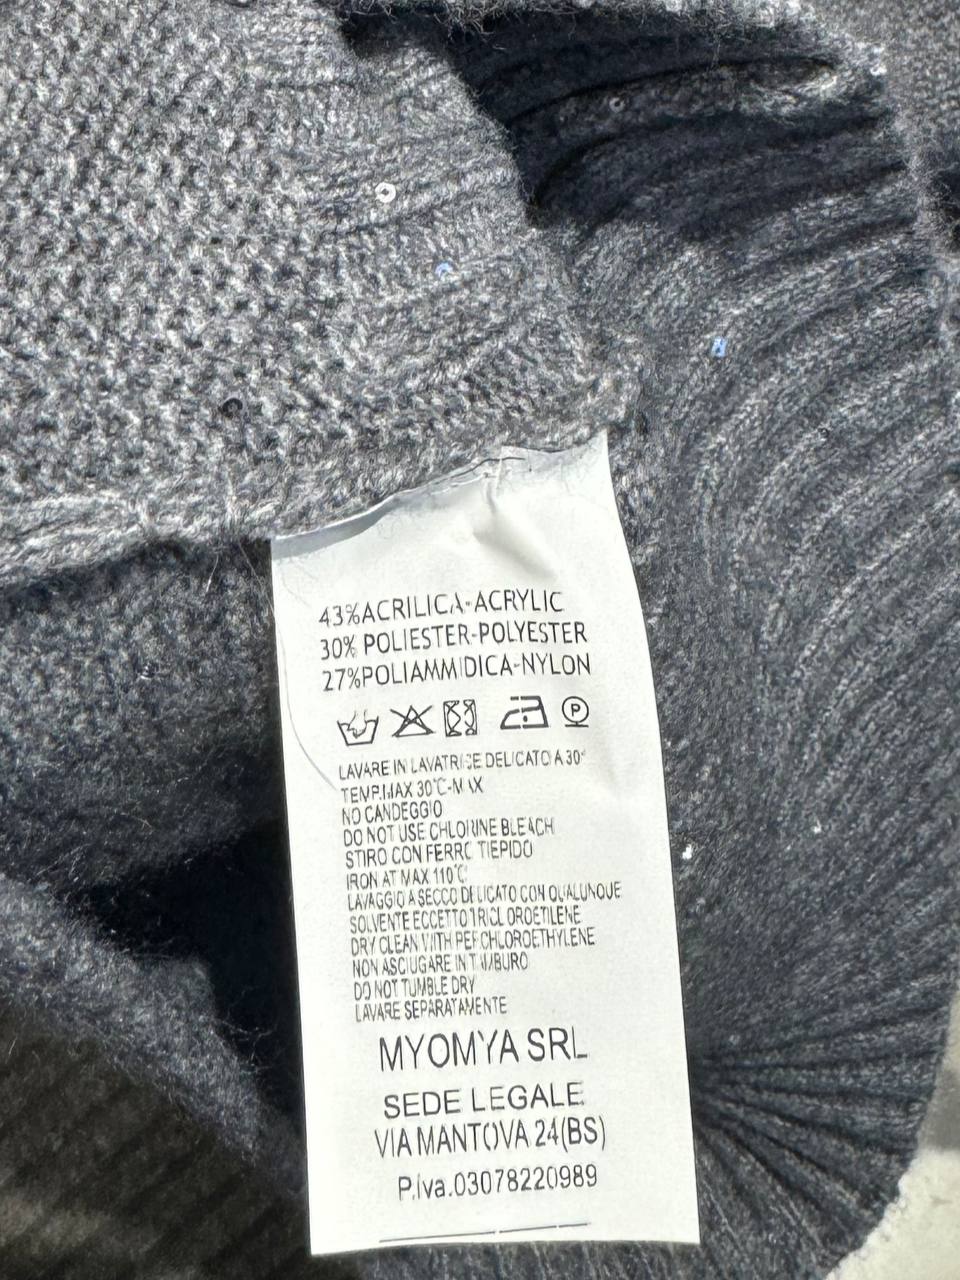 43%ACRILICA-ACRYLIC
30% POLIESTER-POLYESTER
27%POLIAMMIDICA-NYLON
P
LAVARE IN LAVATRICE DELICATO A 30°
TEMP.MAX 30°C-MAX
NO CANDEGGIO
DO NOT USE CHLORINE BLEACH
STIRO CON FERRO TIEPIDO
IRON AT MAX 110°C
LAVAGGIO A SECCO DELICATO CON QUALUNQUE
SOLVENTE ECCETTO TRICLOROETILENE
DRY CLEAN WITH PERCHLOROETHYLENE
NON ASCIUGARE IN TAMBURO
DO NOT TUMBLE DRY
LAVARE SEPARATAMENTE
MYOMYA SRL
SEDE LEGALE
VIA MANTOVA 24(BS)
P.Iva.03078220989